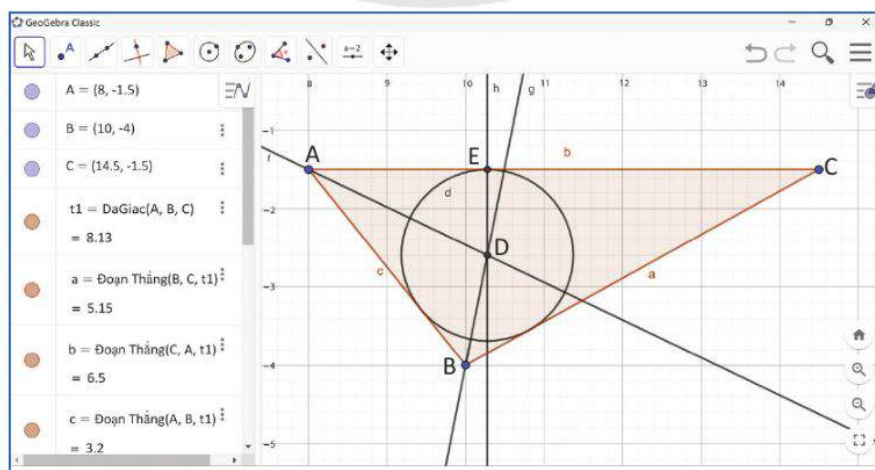 GeoGebra Classic
a=2
A = (8, -1.5)
B = (10, -4)
C = (14.5, -1.5)
t1 = DaGiac(A, B, C)
= 8.13
a = Đoạn Thẳng(B, C, t1)
= 5.15
b = Đoạn Thẳng(C, A, t1)
= 6.5
c = Đoạn Thẳng(A, B, t1)
= 3.2
8 10 h g 11 12 13 14
-1
f A E b C
d
-2
D
c a
-3
B
-4
-5